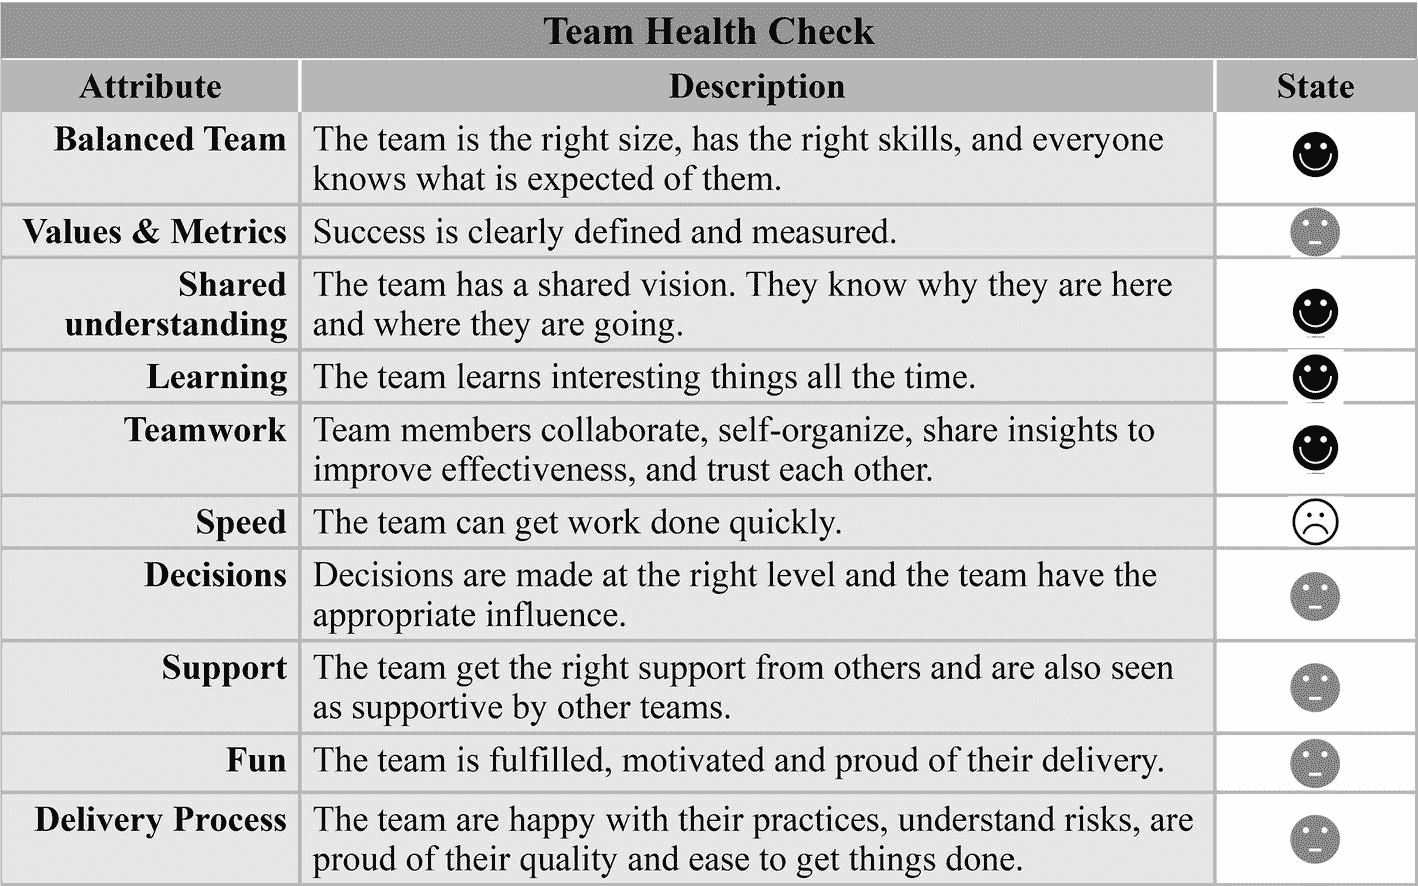 Team Health Check
Attribute Description State
Balanced Team The team is the right size, has the right skills, and everyone
knows what is expected of them.
Values & Metrics Success is clearly defined and measured.
Shared The team has a shared vision. They know why they are here
understanding and where they are going.
Learning The team learns interesting things all the time.
Teamwork Team members collaborate, self-organize, share insights to
improve effectiveness, and trust each other.
Speed The team can get work done quickly.
Decisions Decisions are made at the right level and the team have the
appropriate influence.
Support The team get the right support from others and are also seen
as supportive by other teams.
Fun The team is fulfilled, motivated and proud of their delivery.
Delivery Process The team are happy with their practices, understand risks, are
proud of their quality and ease to get things done.